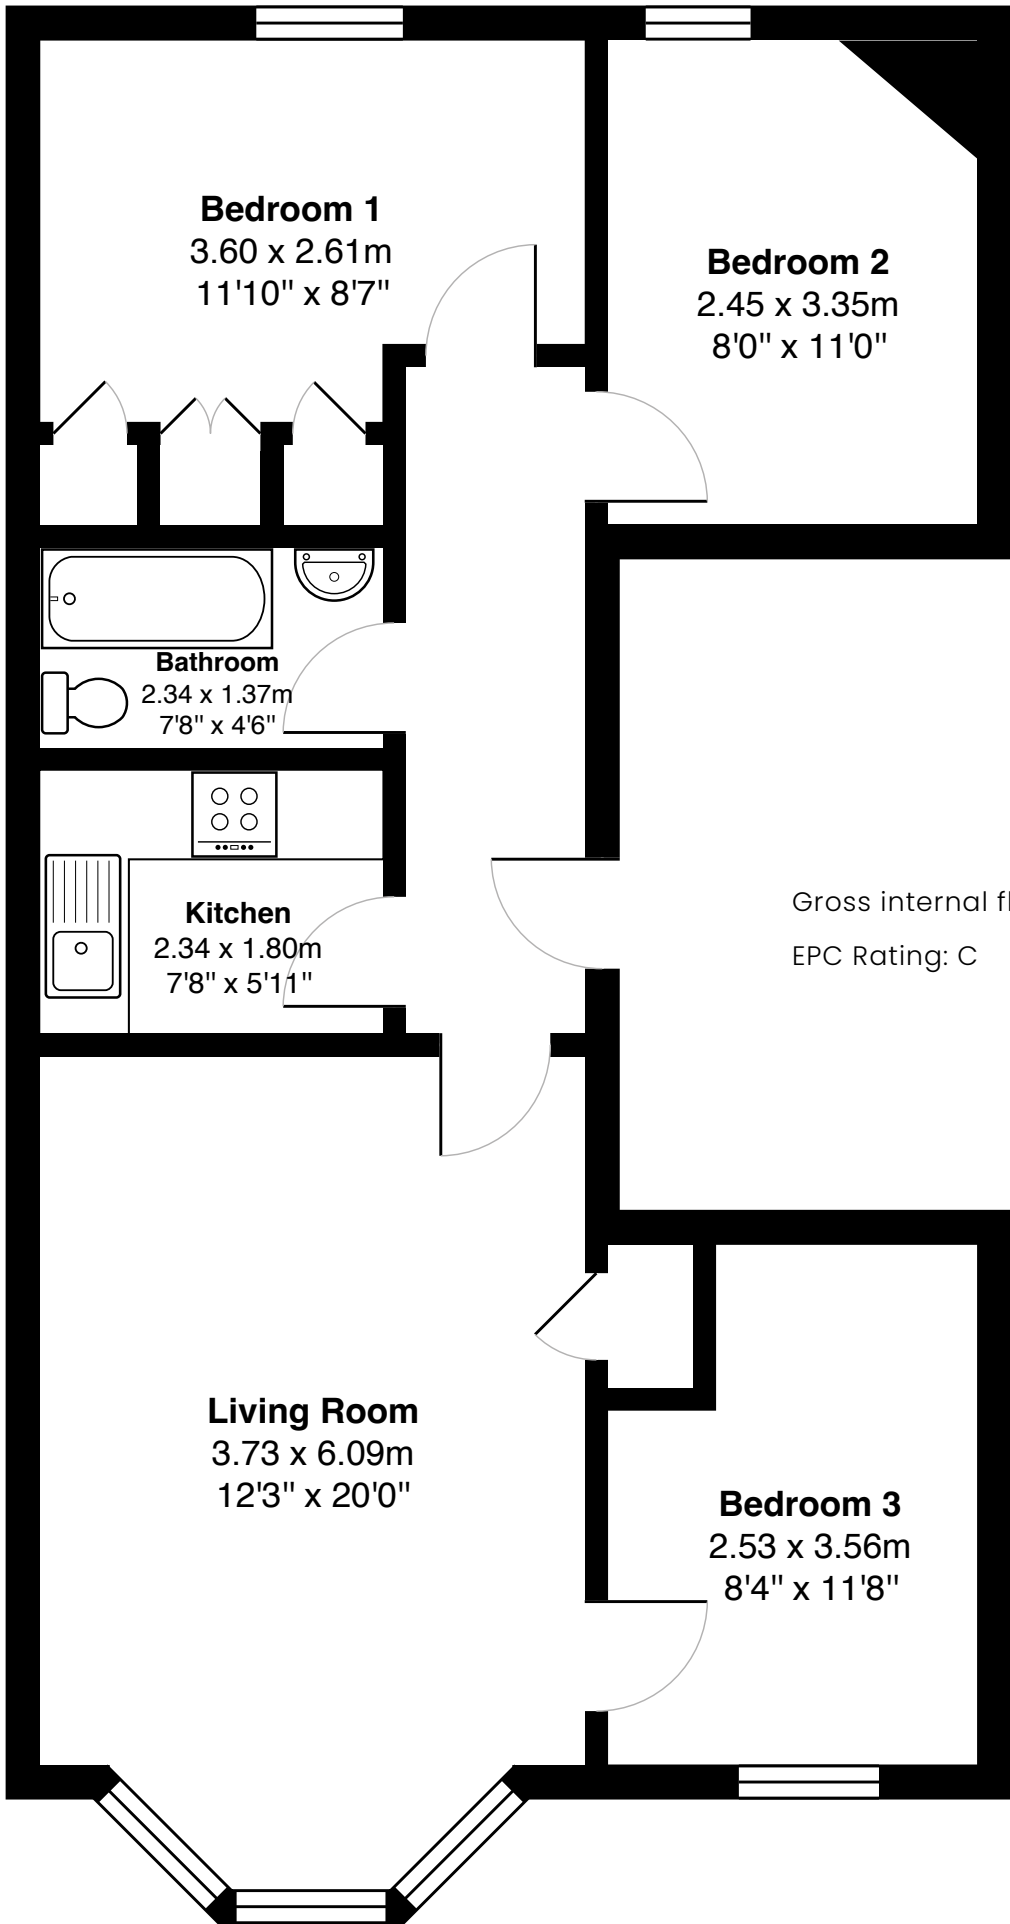 Bedroom 1
3.60 x 2.61m
11'10" x 8'7"
Bedroom 2
2.45 x 3.35m
8'0" x 11'0"
Bathroom
2.34 x 1.37m
7'8" x 4'6"
Kitchen
2.34 x 1.80m
7'8" x 5'11"
Gross internal
EPC Rating: C
Living Room
3.73 x 6.09m
12'3" x 20'0"
Bedroom 3
2.53 x 3.56m
8'4" x 11'8"